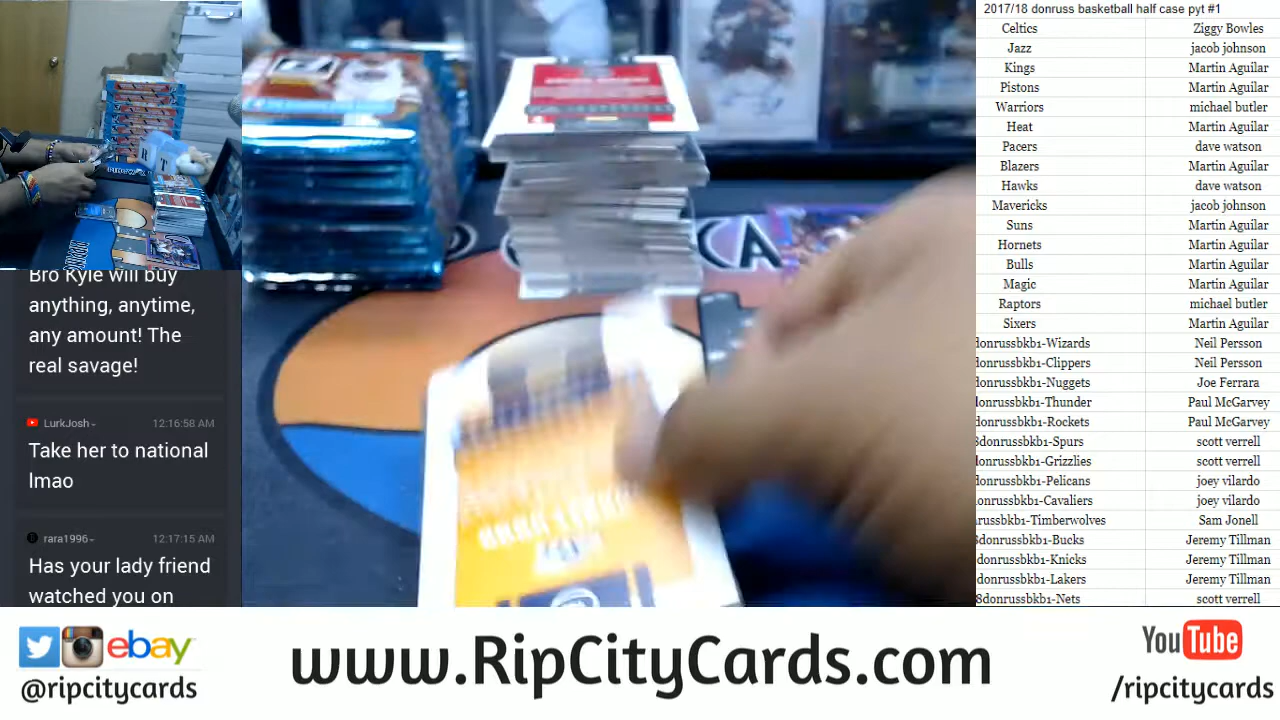 Bro Kyle will buy
anything, anytime,
any amount! The
real savage!
LurkJosh 12:16:58 AM
Take her to national
lmao
rara1996 12:17:15 AM
Has your lady friend
watched you on
CA
2017/18 donruss basketball half case pyt #1
Celtics Ziggy Bowles
Jazz jacob johnson
Kings Martin Aguilar
Pistons Martin Aguilar
Warriors michael butler
Heat Martin Aguilar
Pacers dave watson
Blazers Martin Aguilar
Hawks dave watson
Mavericks jacob johnson
Suns Martin Aguilar
Hornets Martin Aguilar
Bulls Martin Aguilar
Magic Martin Aguilar
Raptors michael butler
Sixers Martin Aguilar
donrussbkb1-Wizards Neil Persson
donrussbkb1-Clippers Neil Persson
donrussbkb1-Nuggets Joe Ferrara
donrussbkb1-Thunder Paul McGarvey
donrussbkb1-Rockets Paul McGarvey
8donrussbkb1-Spurs scott verrell
donrussbkb1-Grizzlies scott verrell
donrussbkb1-Pelicans joey vilardo
donrussbkb1-Cavaliers joey vilardo
russbkb1-Timberwolves Sam Jonell
8donrussbkb1-Bucks Jeremy Tillman
donrussbkb1-Knicks Jeremy Tillman
donrussbkb1-Lakers Jeremy Tillman
8donrussbkb1-Nets scott verrell
ebay
@ripcitycards
www.RipCityCards.com
YouTube
/ripcitycards